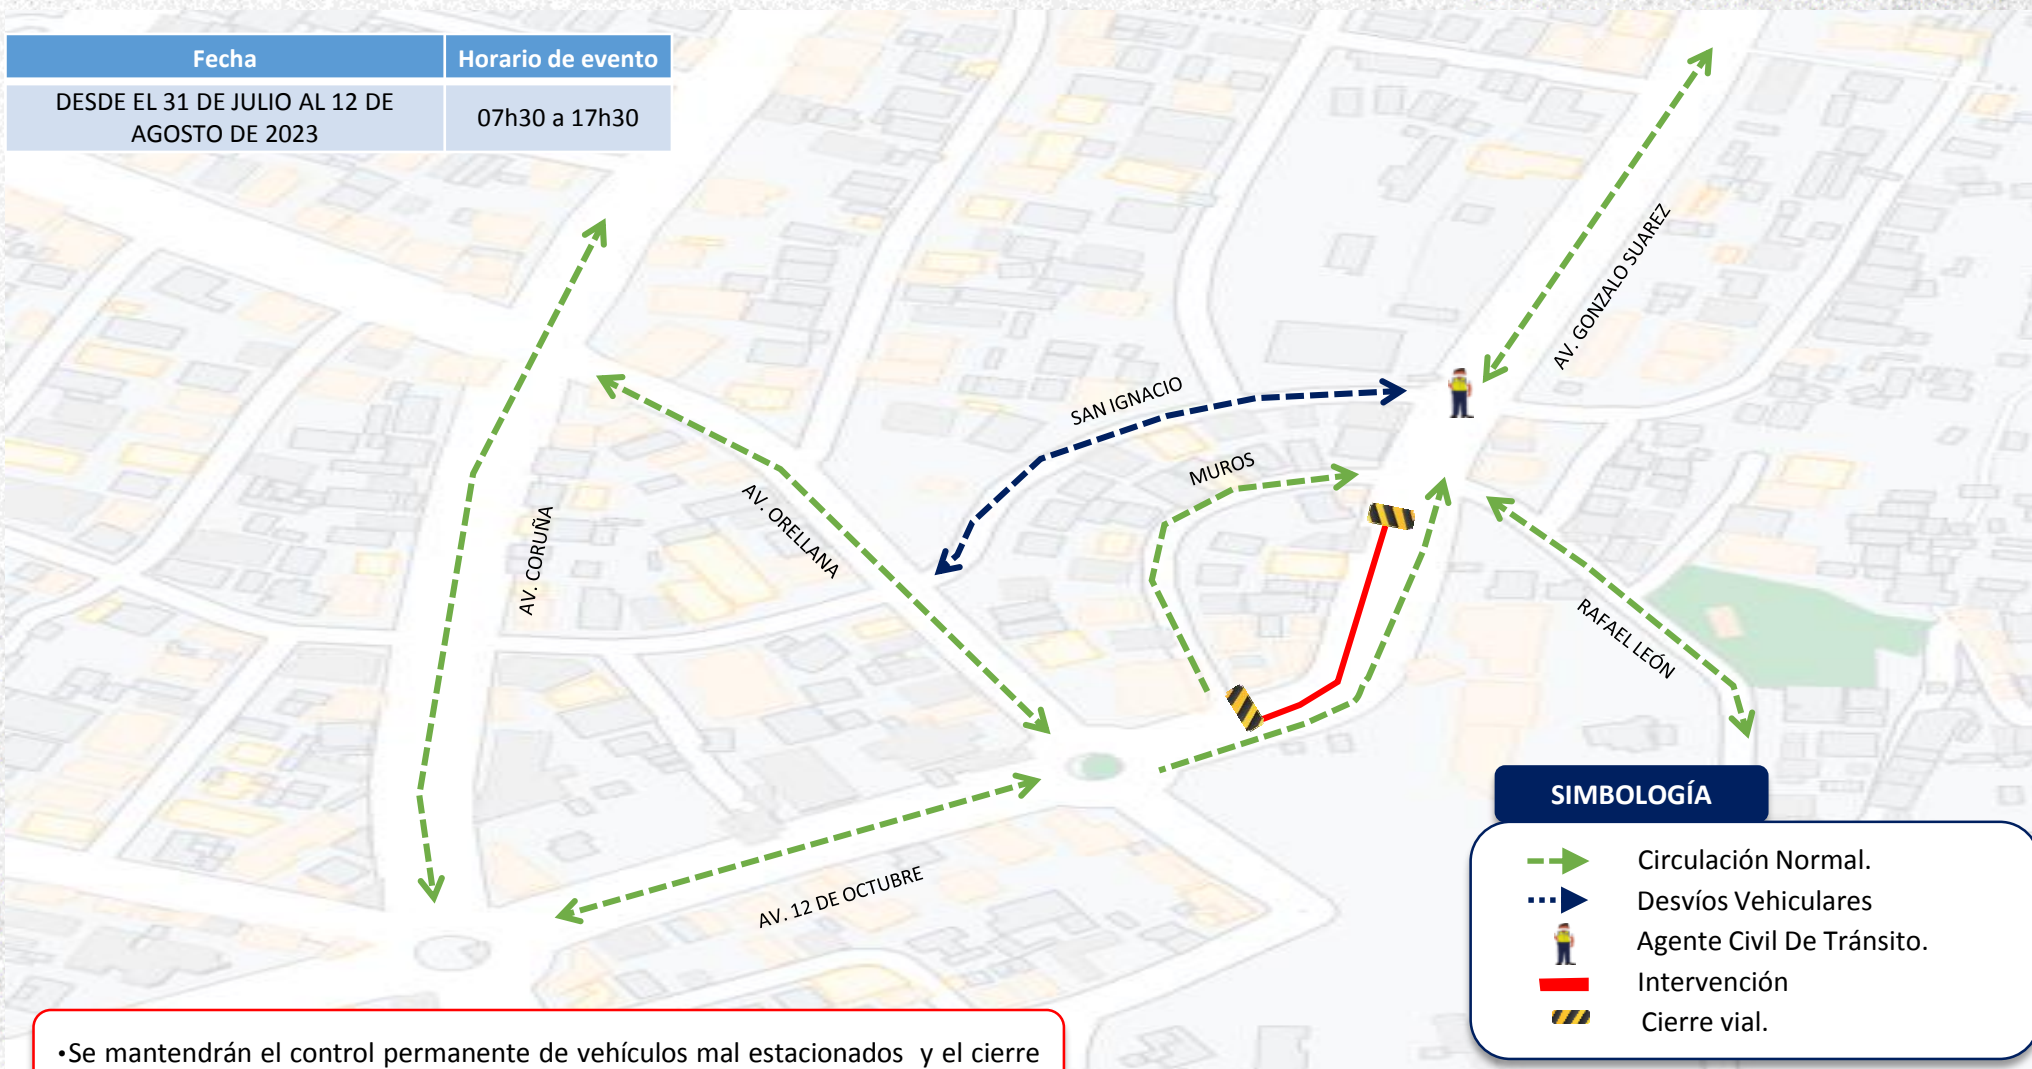 Fecha
Horario de evento
DESDE EL 31 DE JULIO AL 12 DE
AGOSTO DE 2023
07h30 a 17h30
AV. GONZALO SUAREZ
SAN IGNACIO
MUROS
AV. ORELLANA
AV. CORUÑA
RAFAEL LEÓN
AV. 12 DE OCTUBRE
SIMBOLOGÍA
Circulación Normal.
Desvíos Vehiculares
Agente Civil De Tránsito.
Intervención
Cierre vial.
•Se mantendrán el control permanente de vehículos mal estacionados y el cierre